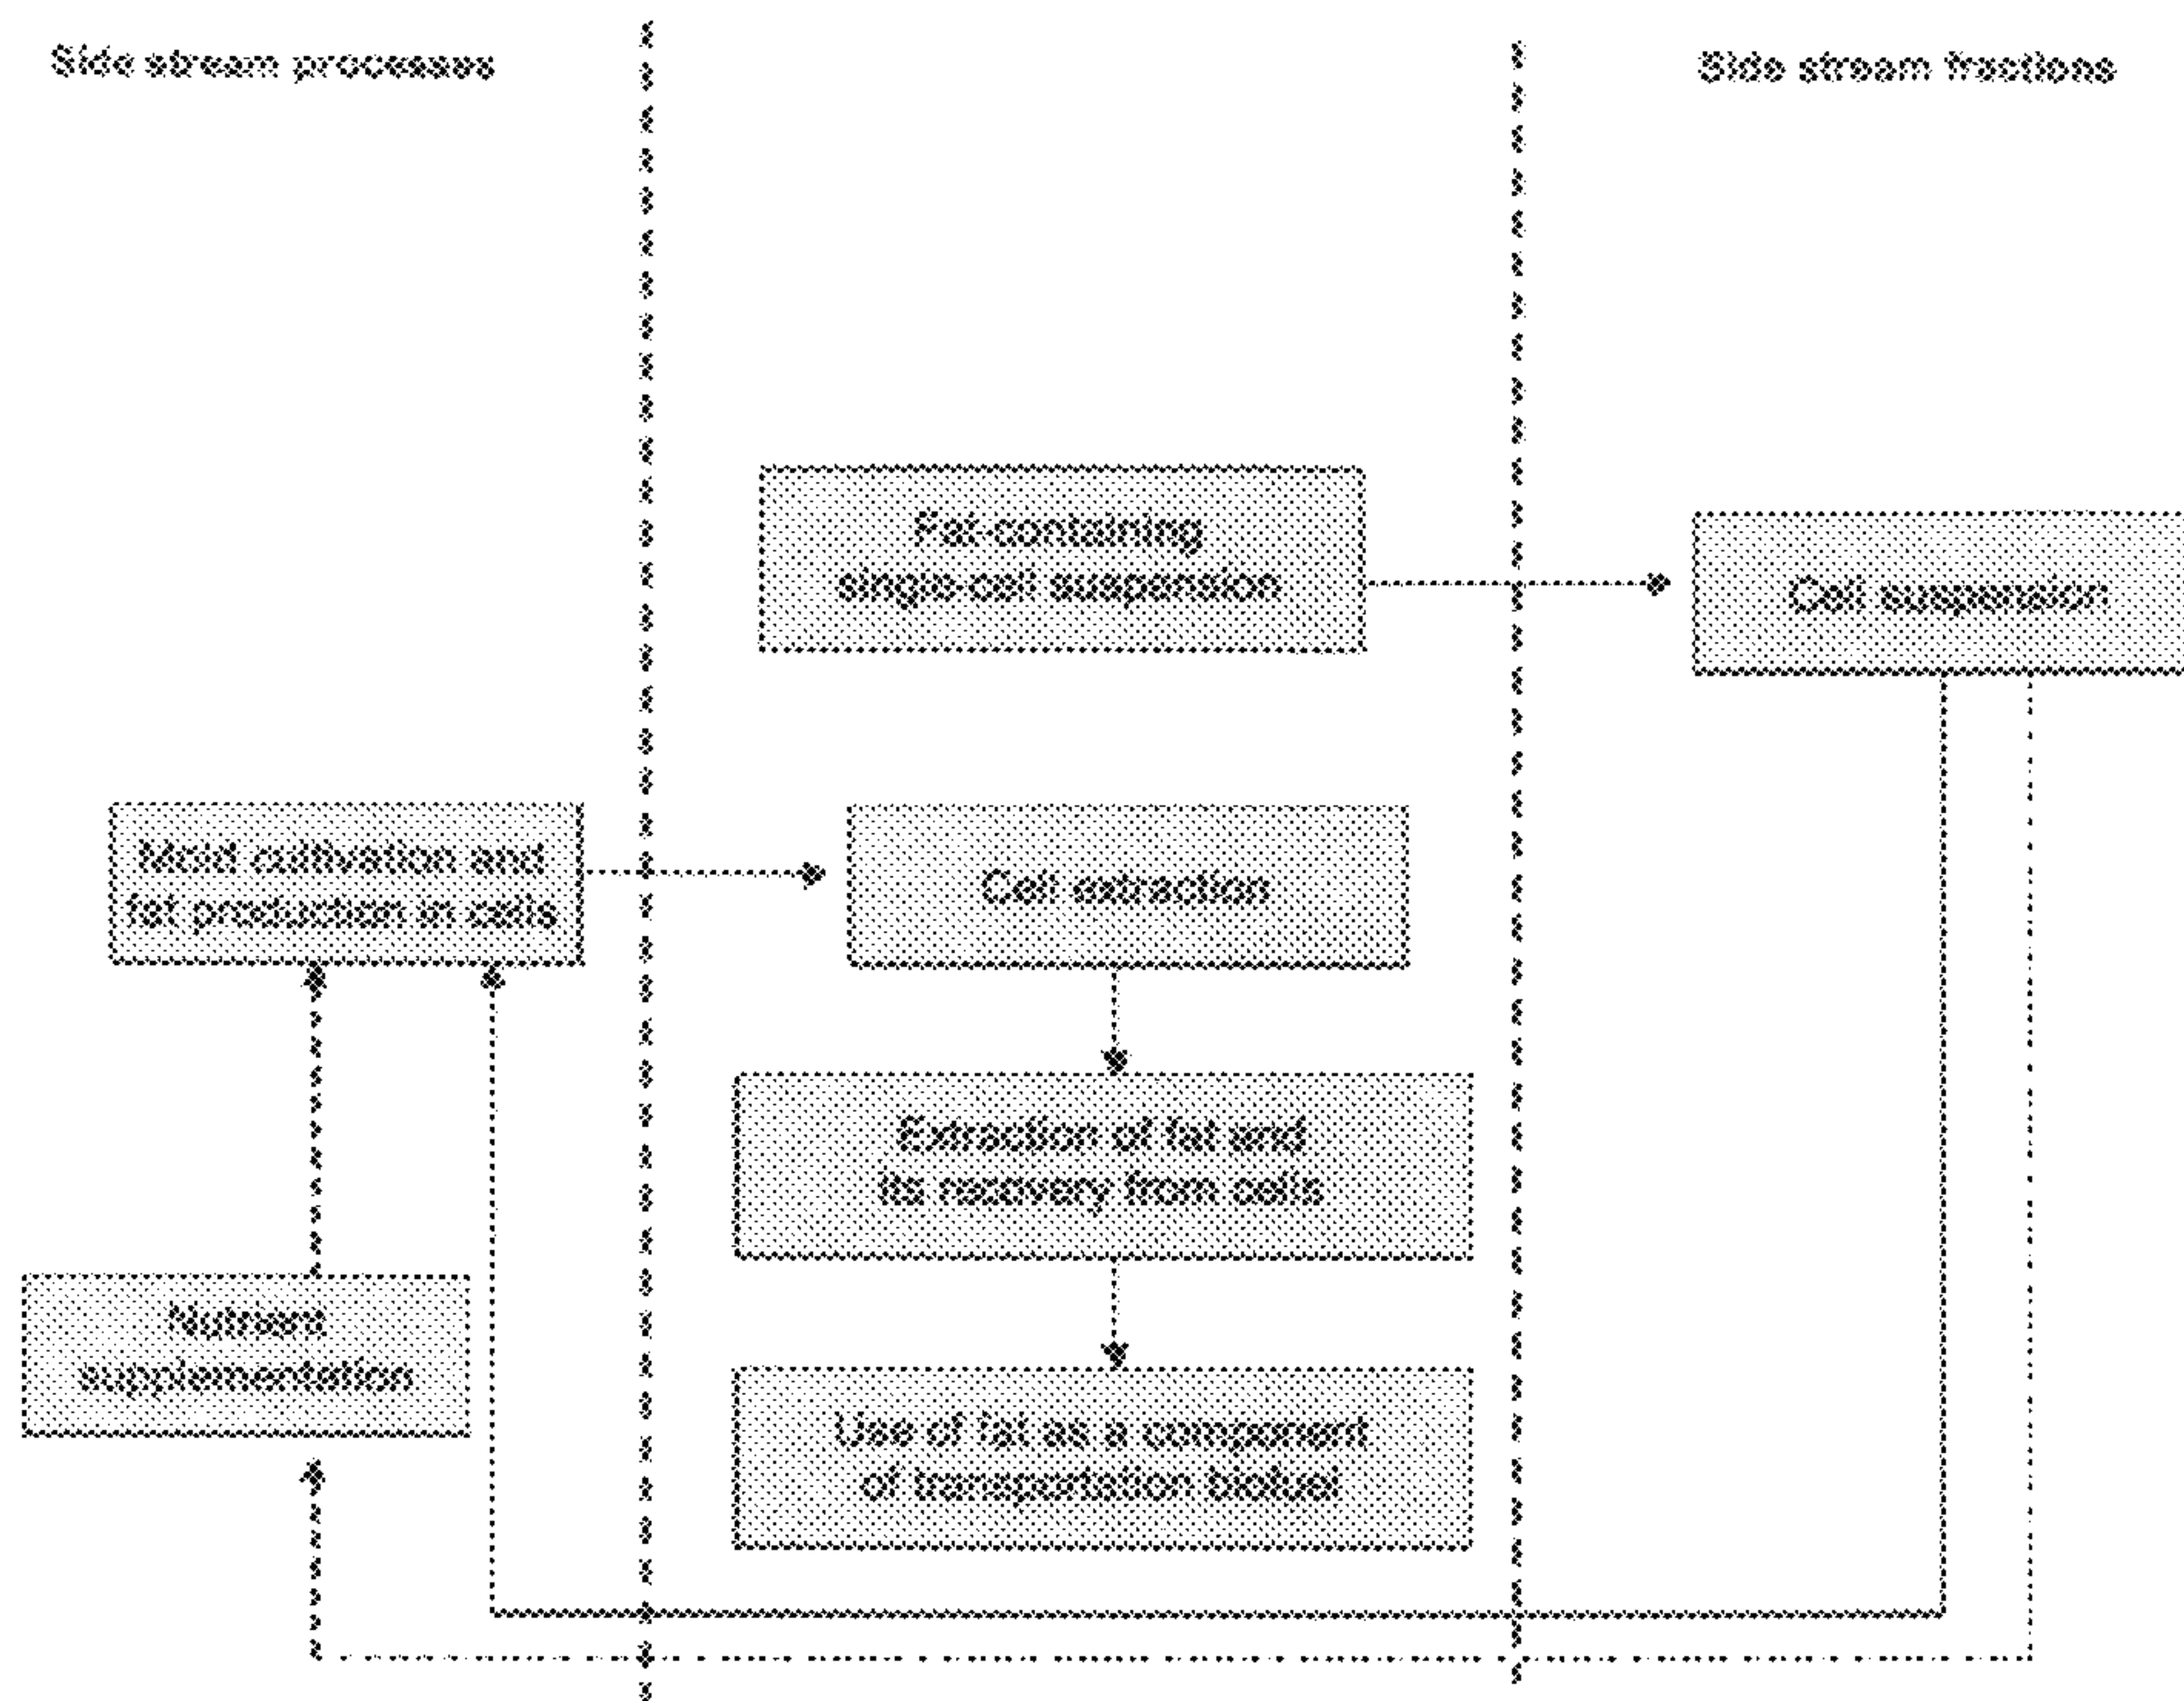 Side stream processes
Side stream fractions
Fat-containing
single-cell suspension
Cell suspension
Mold cultivation and
fat production in cells
Cell extraction
Extraction of fat and
its recovery from cells
Nutrient
supplementation
Use of fat as a component
of transportation biofuel